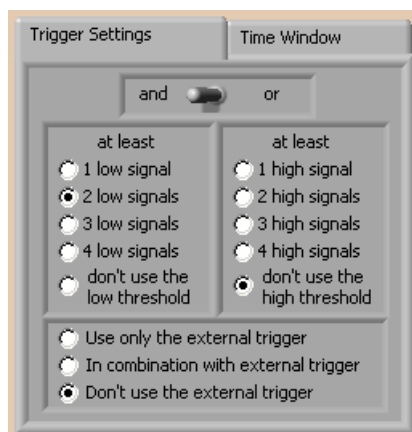 Trigger Settings
Time Window
and or
at least
1 low signal
2 low signals
3 low signals
4 low signals
don't use the
low threshold
at least
1 high signal
2 high signals
3 high signals
4 high signals
don't use the
high threshold
Use only the external trigger
In combination with external trigger
Don't use the external trigger